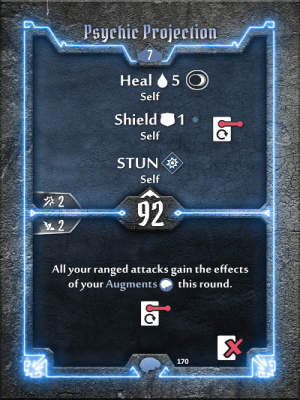 Psychic Projection
7
Heal 5
Self
Shield 1
Self
STUN
Self
2
92
2
All your ranged attacks gain the effects
of your Augments this round.
170